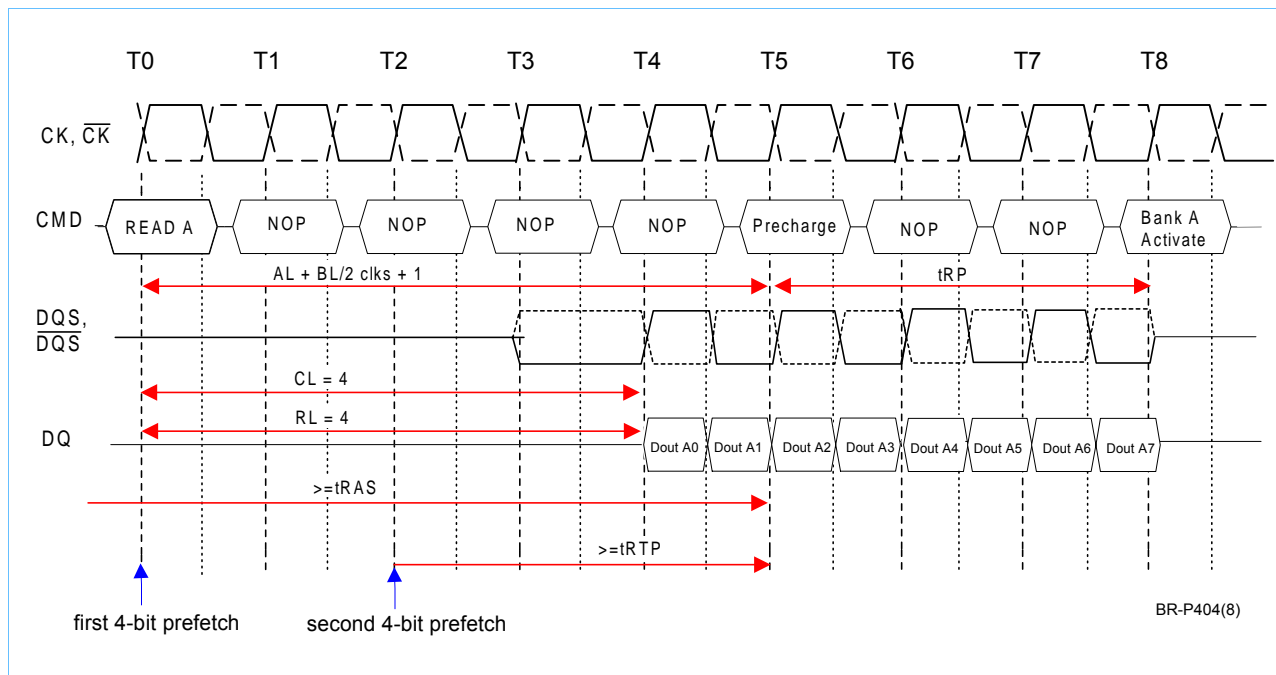 T0 T1 T2 T3 T4 T5 T6 T7 T8
CK, CK
CMD READ A NOP NOP NOP NOP Precharge NOP NOP Bank A
Activate
AL + BL/2 clks + 1 tRP
DQS,
DQS
CL = 4
RL = 4
DQ Dout A0 Dout A1 Dout A2 Dout A3 Dout A4 Dout A5 Dout A6 Dout A7
>=tRAS
>=tRTP
first 4-bit prefetch second 4-bit prefetch
BR-P404(8)